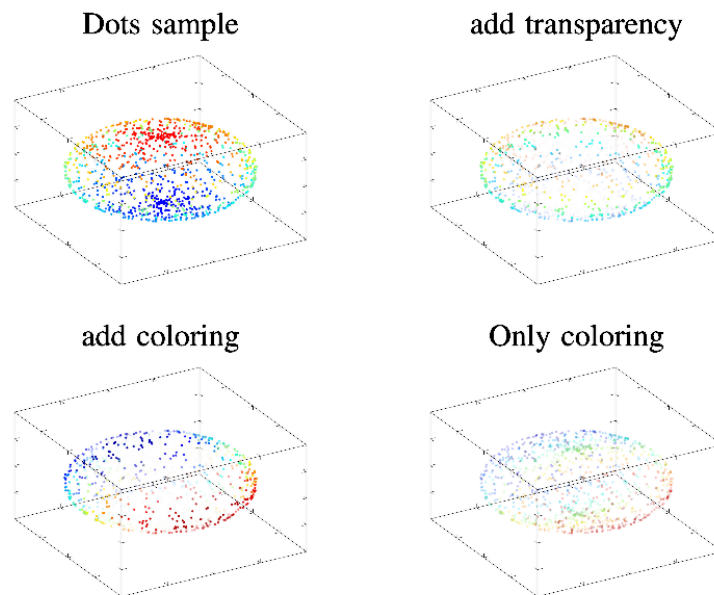 Dots sample
add transparency
add coloring
Only coloring